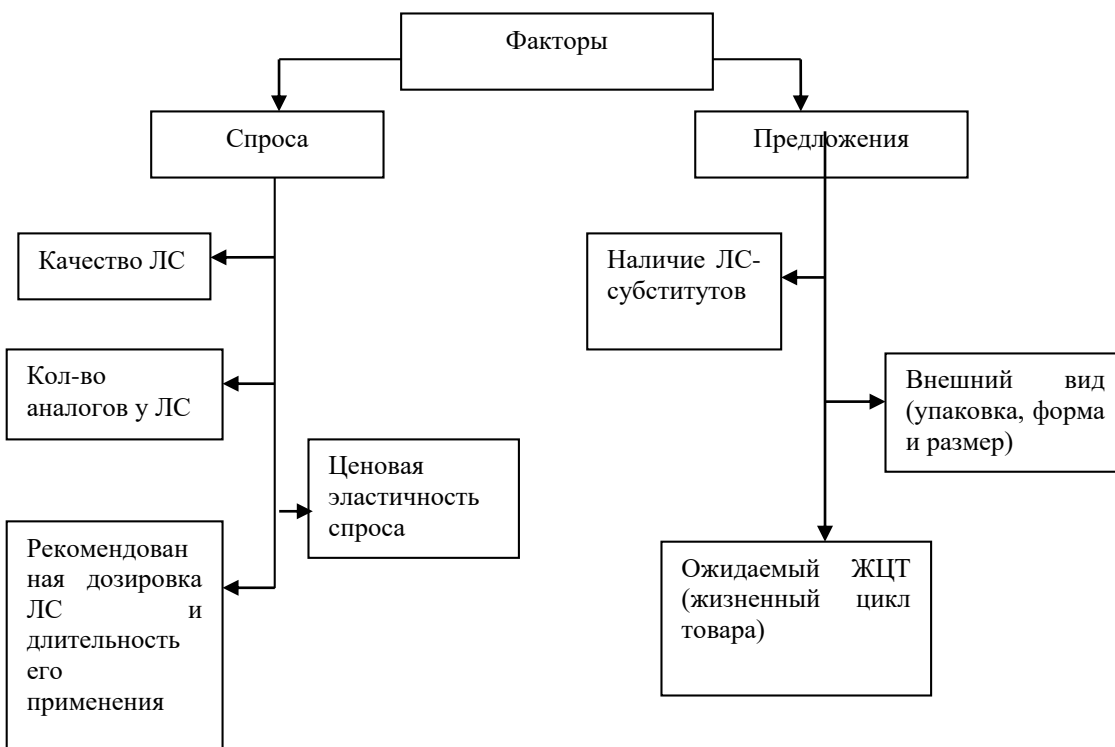 Факторы
Спроса
Предложения
Качество ЛС
Наличие ЛС-
субститутов
Кол-во
аналогов у ЛС
Внешний вид
(упаковка, форма
и размер)
Ценовая
эластичность
спроса
Рекомендован
ная дозировка
ЛС и
длительность
его
применения
Ожидаемый ЖЦТ
(жизненный цикл
товара)